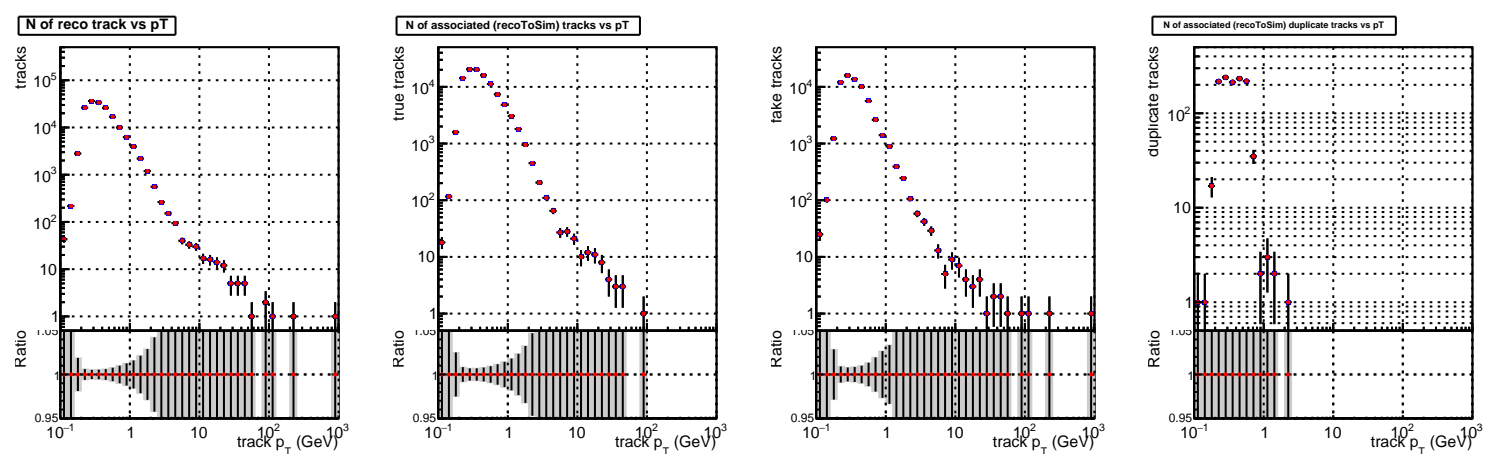 N of reco track vs pT
tracks
10^5
10^4
10^3
10^2
10
1
Ratio
1.05
1
0.95
10^-1 1 10 10^2 10^3
track p_T (GeV)
N of associated (recoToSim) tracks vs pT
true tracks
10^4
10^3
10^2
10
1
Ratio
1.05
1
0.95
10^-1 1 10 10^2 10^3
track p_T (GeV)
fake tracks
10^4
10^3
10^2
10
1
Ratio
1.05
1
0.95
10^-1 1 10 10^2 10^3
track p_T (GeV)
N of associated (recoToSim) duplicate tracks vs pT
duplicate tracks
10^2
10
1
Ratio
1.05
1
0.95
10^-1 1 10 10^2 10^3
track p_T (GeV)